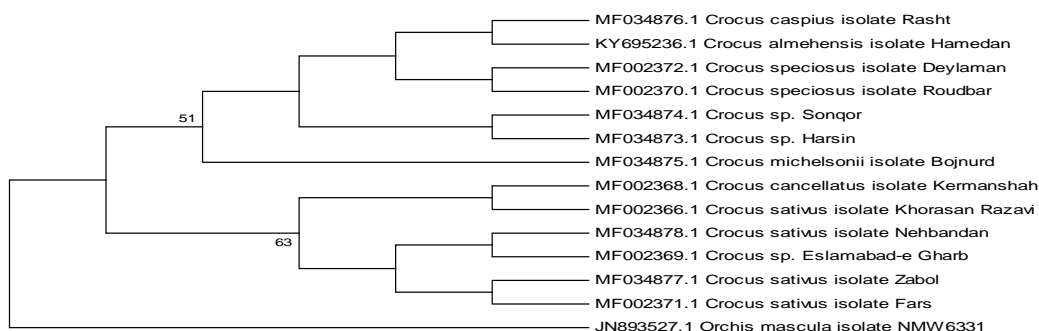 MF034876.1 Crocus caspius isolate Rasht
KY695236.1 Crocus almehensis isolate Hamedan
MF002372.1 Crocus speciosus isolate Deylaman
MF002370.1 Crocus speciosus isolate Roudbar
51
MF034874.1 Crocus sp. Sonqor
MF034873.1 Crocus sp. Harsin
MF034875.1 Crocus michelsonii isolate Bojnurd
MF002368.1 Crocus cancellatus isolate Kermanshah
MF002366.1 Crocus sativus isolate Khorasan Razavi
63
MF034878.1 Crocus sativus isolate Nehbandan
MF002369.1 Crocus sp. Eslamabad-e Gharb
MF034877.1 Crocus sativus isolate Zabol
MF002371.1 Crocus sativus isolate Fars
JN893527.1 Orchis mascula isolate NMW6331